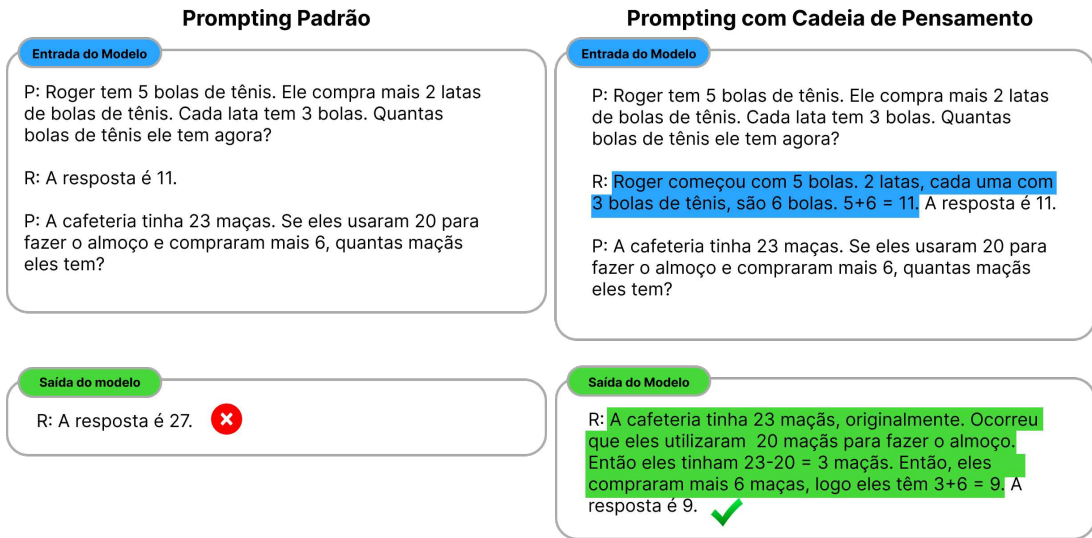 Prompting Padrão
Entrada do Modelo
P: Roger tem 5 bolas de tênis. Ele compra mais 2 latas
de bolas de tênis. Cada lata tem 3 bolas. Quantas
bolas de tênis ele tem agora?
R: A resposta é 11.
P: A cafeteria tinha 23 maças. Se eles usaram 20 para
fazer o almoço e compraram mais 6, quantas maçãs
eles tem?
Saída do modelo
R: A resposta é 27.
Prompting com Cadeia de Pensamento
Entrada do Modelo
P: Roger tem 5 bolas de tênis. Ele compra mais 2 latas
de bolas de tênis. Cada lata tem 3 bolas. Quantas
bolas de tênis ele tem agora?
R: Roger começou com 5 bolas. 2 latas, cada uma com
3 bolas de tênis, são 6 bolas. 5+6 = 11. A resposta é 11.
P: A cafeteria tinha 23 maças. Se eles usaram 20 para
fazer o almoço e compraram mais 6, quantas maçãs
eles tem?
Saída do Modelo
R: A cafeteria tinha 23 maçãs, originalmente. Ocorreu
que eles utilizaram  20 maçãs para fazer o almoço.
Então eles tinham 23-20 = 3 maçãs. Então, eles
compraram mais 6 maças, logo eles têm 3+6 = 9. A
resposta é 9.